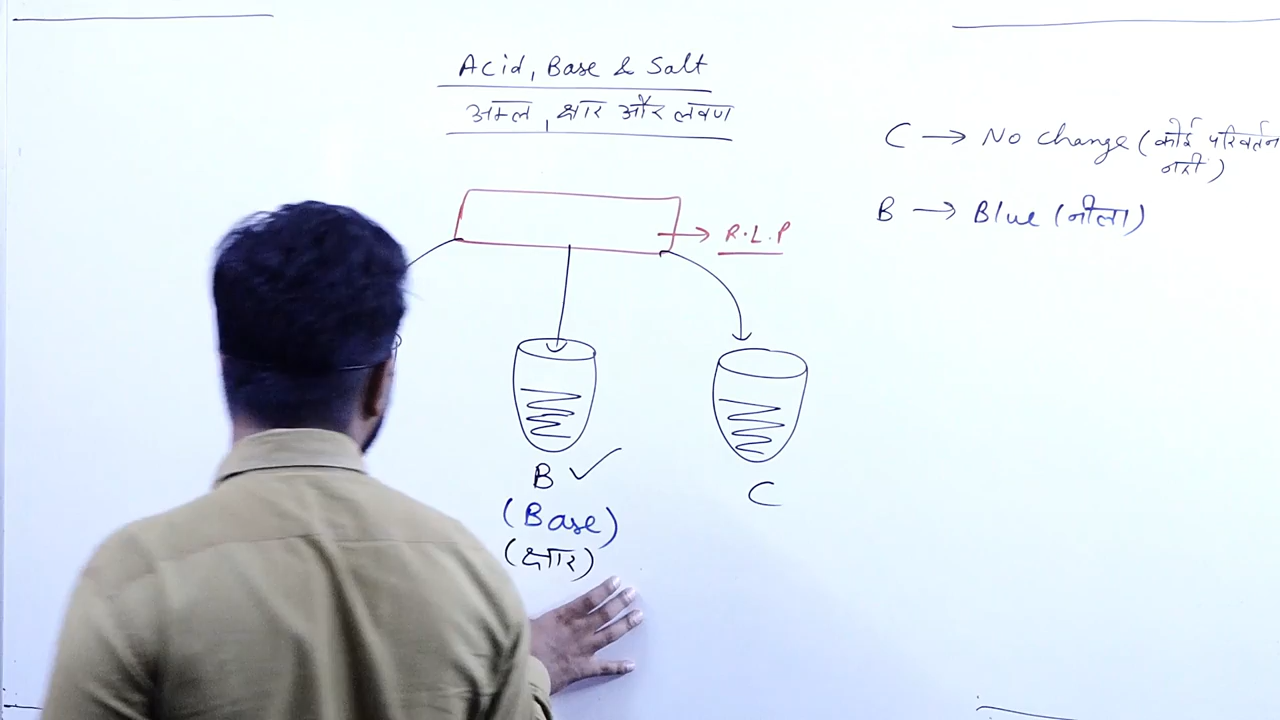 Acid, Base & Salt
अम्ल, क्षार और लवण
C → No change (कोई परिवर्तन
नहीं)
B → Blue (नीला)
R.L.P
B ✓
C
(Base)
(क्षार)